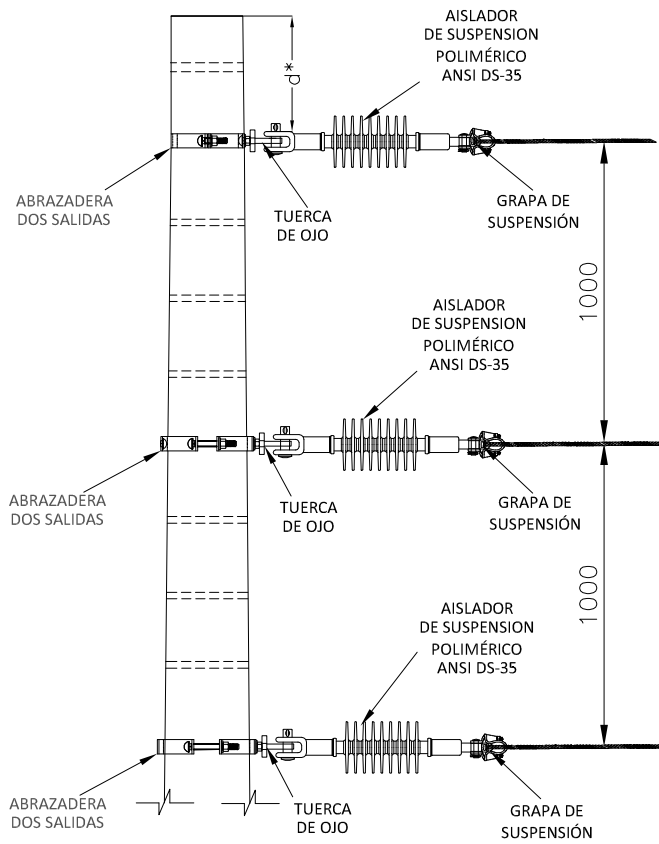 AISLADOR
DE SUSPENSION
POLIMÉRICO
ANSI DS-35
d*
ABRAZADERA
DOS SALIDAS
TUERCA
DE OJO
GRAPA DE
SUSPENSIÓN
1000
AISLADOR
DE SUSPENSION
POLIMÉRICO
ANSI DS-35
ABRAZADERA
DOS SALIDAS
TUERCA
DE OJO
GRAPA DE
SUSPENSIÓN
1000
AISLADOR
DE SUSPENSION
POLIMÉRICO
ANSI DS-35
ABRAZADERA
DOS SALIDAS
TUERCA
DE OJO
GRAPA DE
SUSPENSIÓN